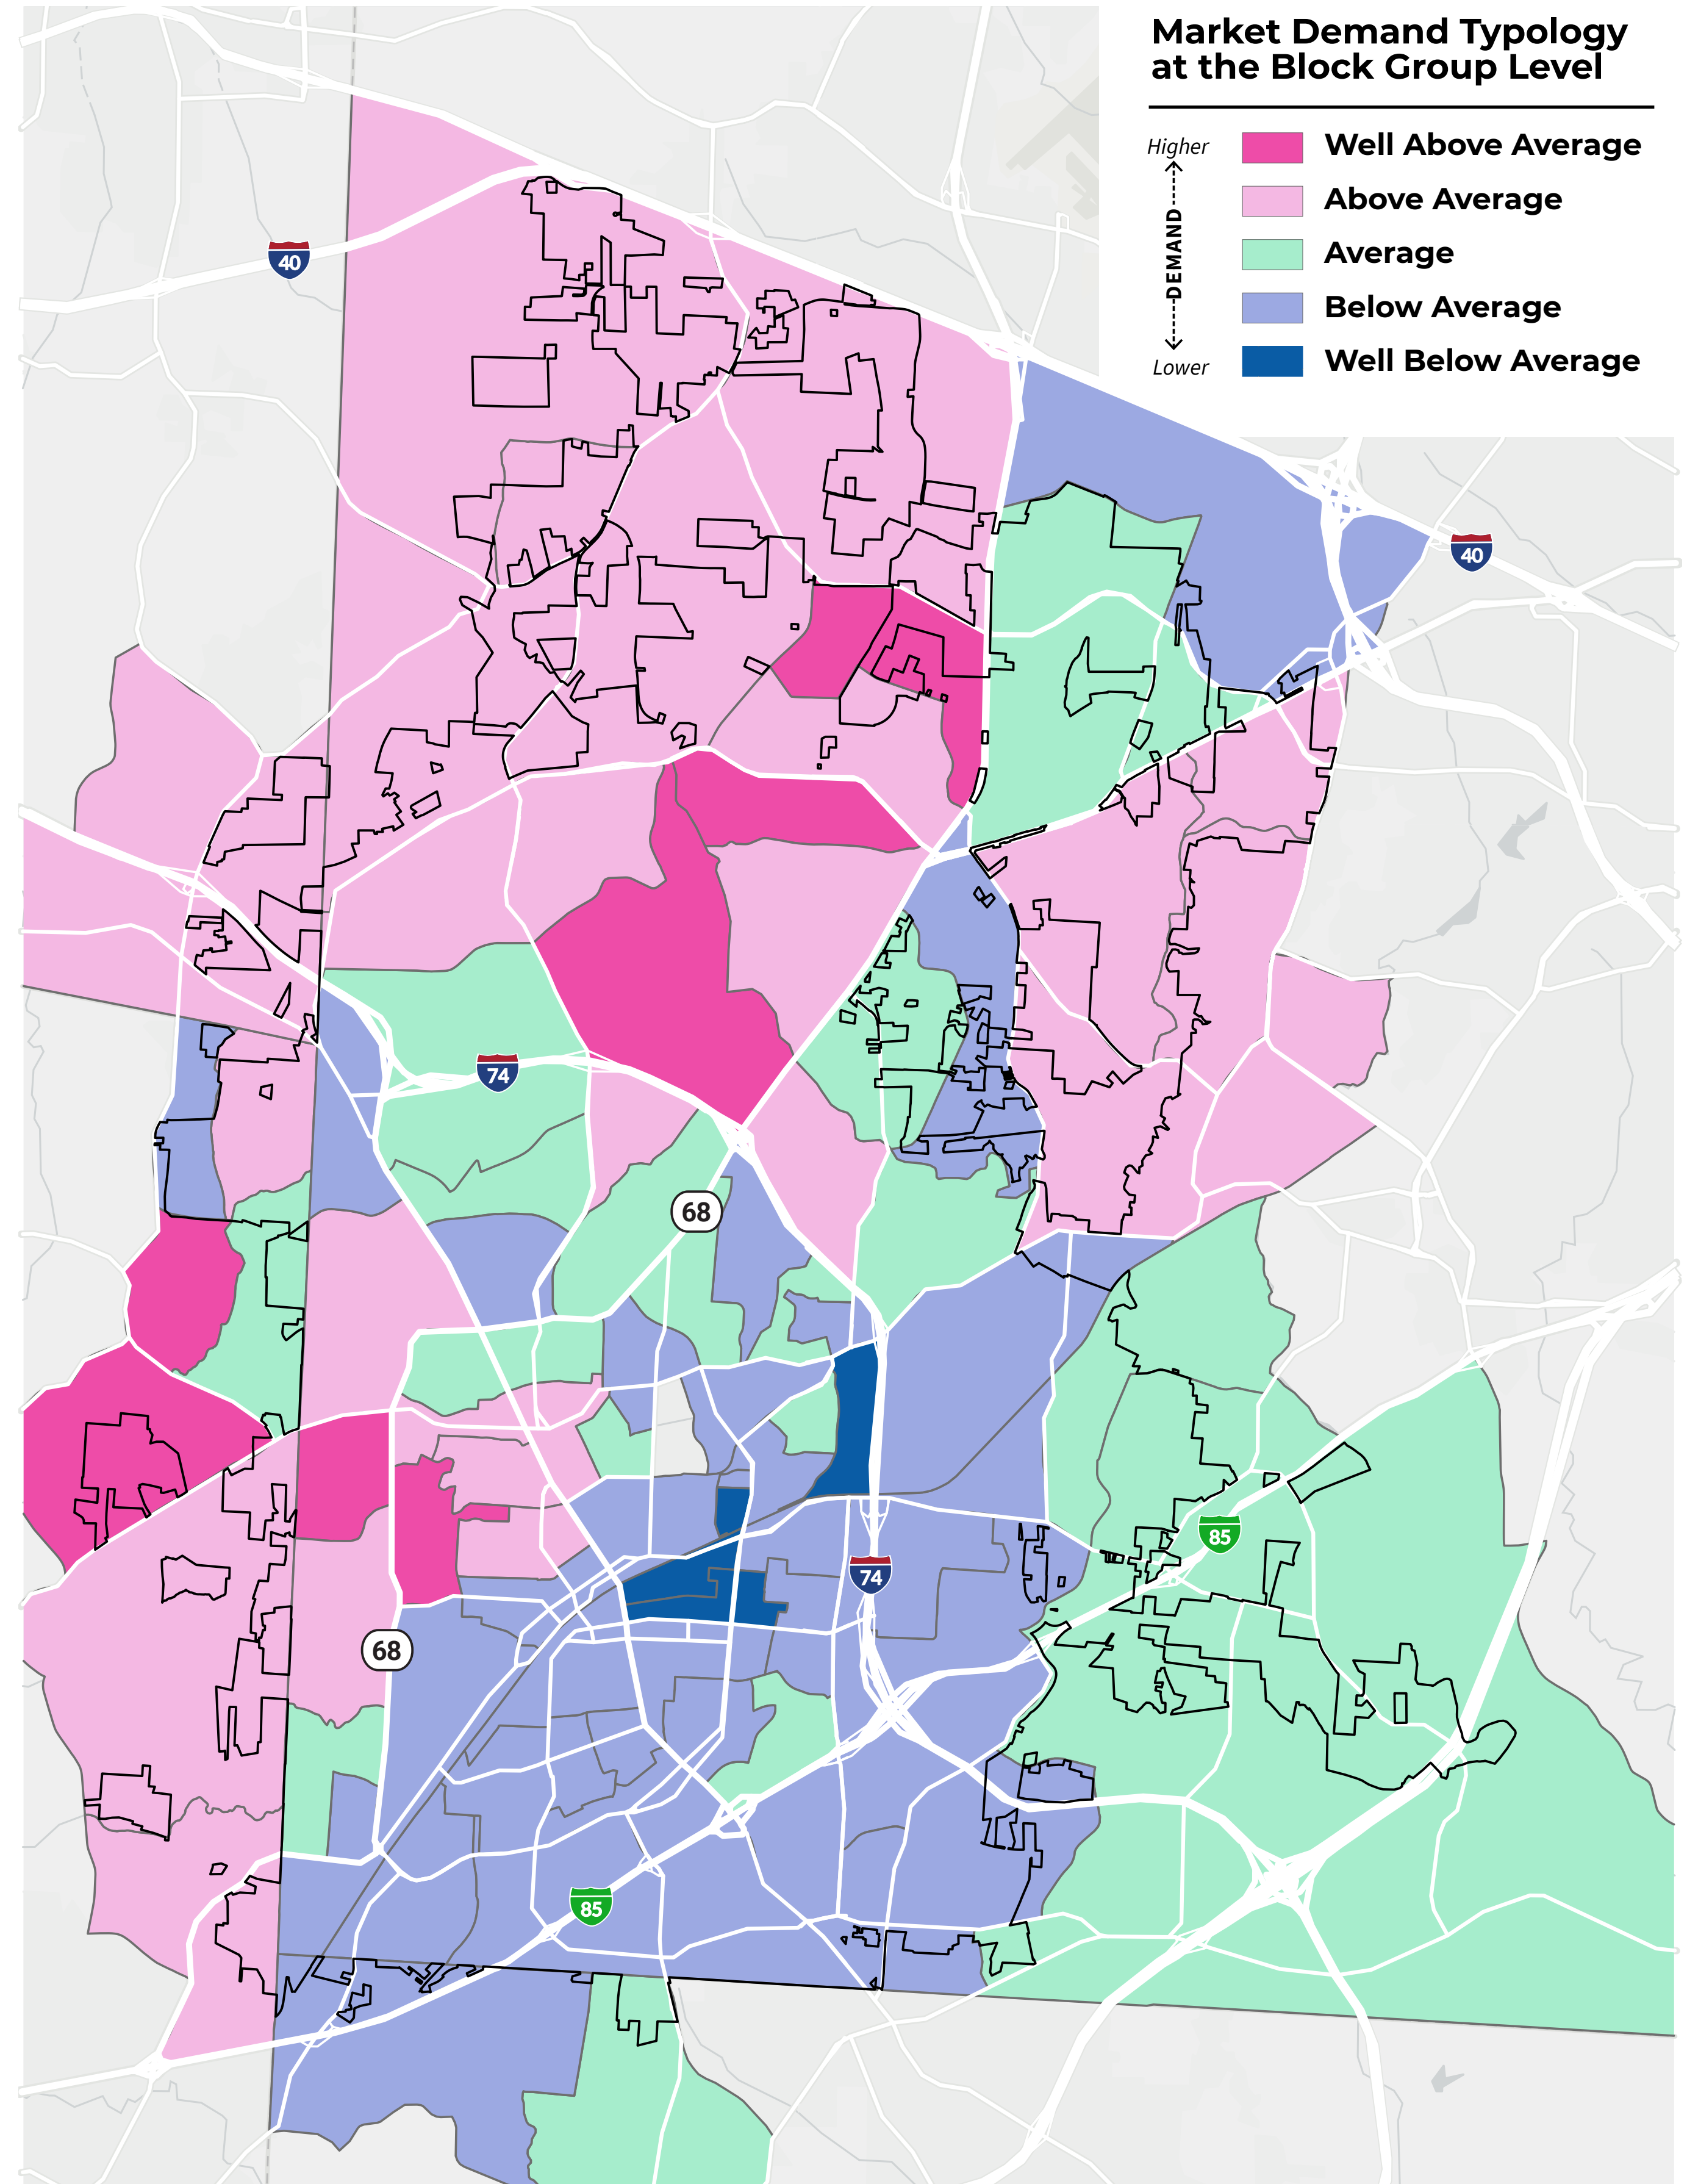 Market Demand Typology
at the Block Group Level
Higher
DEMAND
Lower
Well Above Average
Above Average
Average
Below Average
Well Below Average
40
40
74
68
85
74
68
85